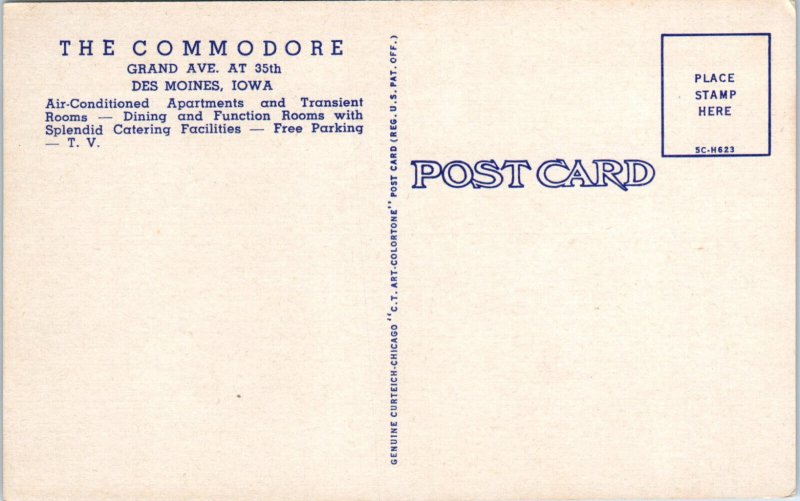 THE COMMODORE
GRAND AVE. AT 35th
DES MOINES, IOWA
Air-Conditioned Apartments and Transient
Rooms — Dining and Function Rooms with
Splendid Catering Facilities — Free Parking
— T. V.
GENUINE CURTEICH-CHICAGO "C.T. ART-COLORTONE" POST CARD (REG. U.S. PAT. OFF.)
POST CARD
PLACE
STAMP
HERE
5C-H623